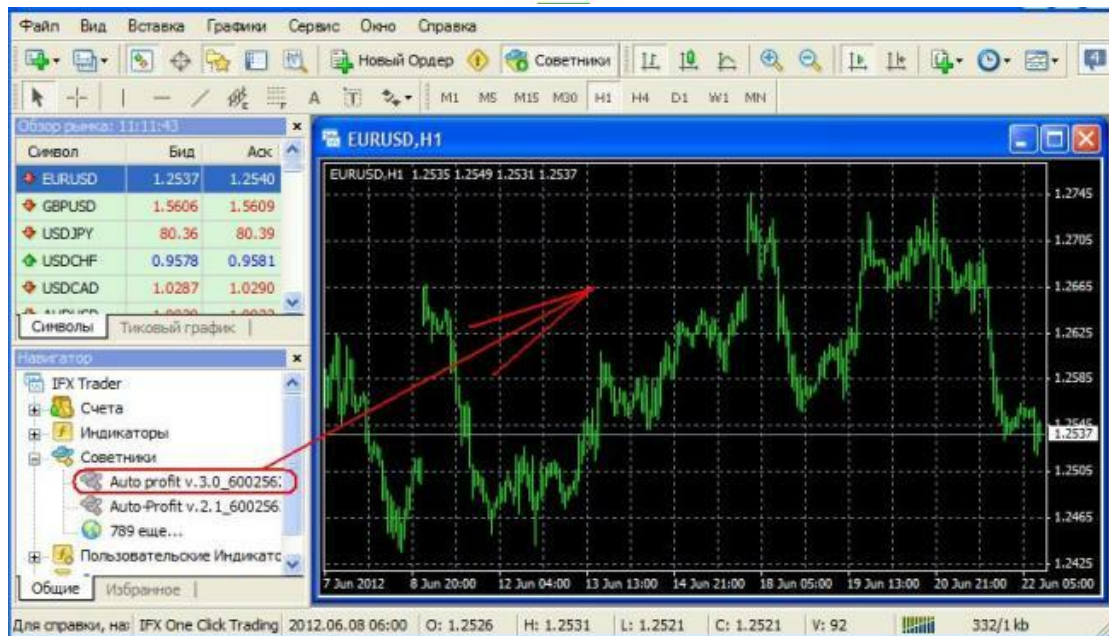 Файл Вид Вставка Графики Сервис Окно Справка
Новый Ордер Советники
A T M1 M5 M15 M30 H1 H4 D1 W1 MN
Обзор рынка: 11:11:43
Символ Бид Аск
EURUSD 1.2537 1.2540
GBPUSD 1.5606 1.5609
USDJPY 80.36 80.39
USDCHF 0.9578 0.9581
USDCAD 1.0287 1.0290
Символы Тиковый график
Навигатор
IFX Trader
Счета
Индикаторы
Советники
Auto profit v.3.0_6002562
Auto-Profit v.2.1_600256
789 еще...
Пользовательские Индикато
Общие Избранное
EURUSD,H1
EURUSD,H1 1.2535 1.2549 1.2531 1.2537
1.2745
1.2705
1.2665
1.2625
1.2585
1.2545
1.2537
1.2505
1.2465
1.2425
7 Jun 2012 8 Jun 20:00 12 Jun 04:00 13 Jun 13:00 14 Jun 21:00 18 Jun 05:00 19 Jun 13:00 20 Jun 21:00 22 Jun 05:00
Для справки, наж IFX One Click Trading 2012.06.08 06:00 O: 1.2526 H: 1.2531 L: 1.2521 C: 1.2521 V: 92 332/1 kb